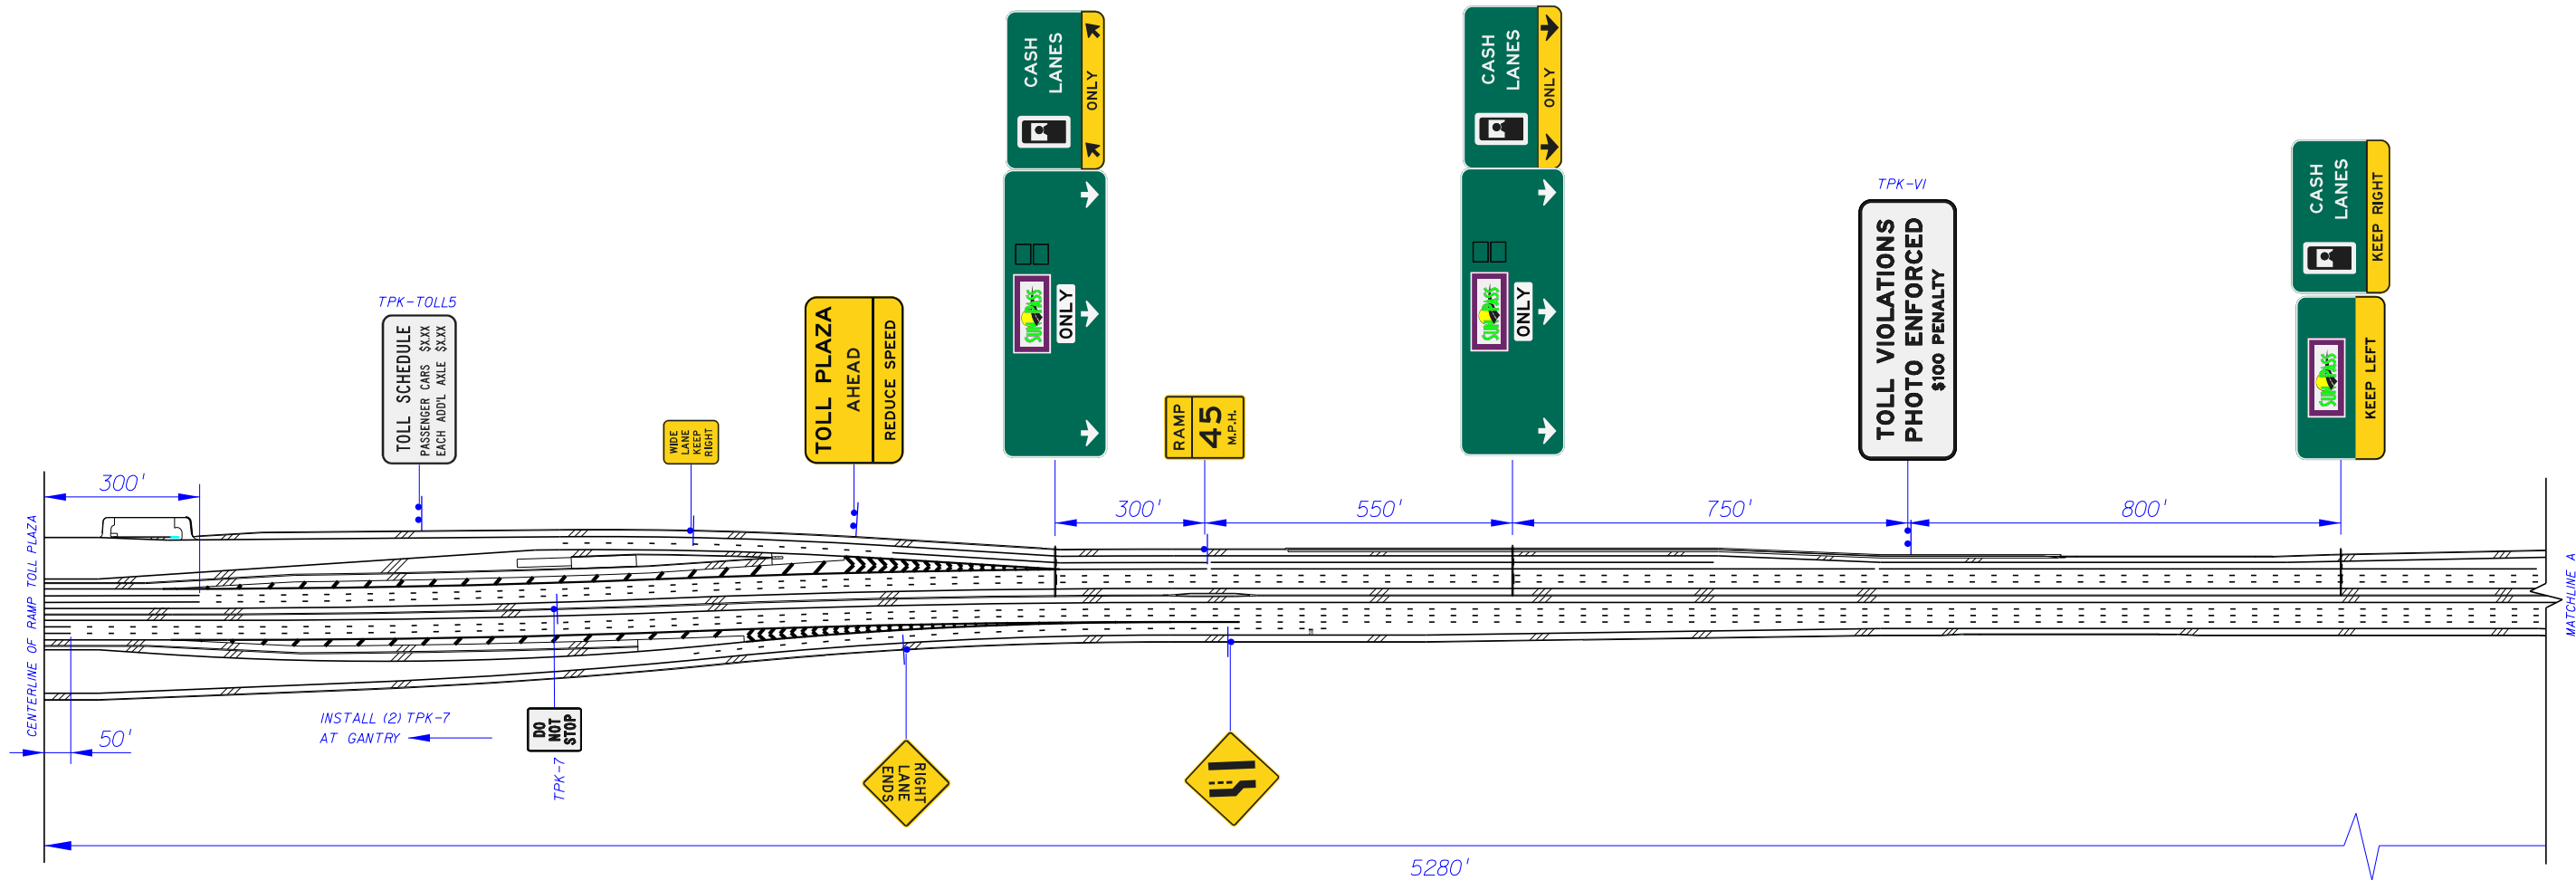 CENTERLINE OF RAMP TOLL PLAZA
300'
50'
TPK-TOLL5
TOLL SCHEDULE
PASSENGER CARS $X.XX
EACH ADD'L AXLE $X.XX
INSTALL (2) TPK-7
AT GANTRY
DO
NOT
STOP
TPK-7
WIDE
LANE
KEEP
RIGHT
TOLL PLAZA
AHEAD
REDUCE SPEED
RIGHT
LANE
ENDS
CASH
LANES
ONLY
SUNPASS
ONLY
300'
RAMP
45
M.P.H.
550'
CASH
LANES
ONLY
SUNPASS
ONLY
750'
TPK-VI
TOLL VIOLATIONS
PHOTO ENFORCED
$100 PENALTY
800'
CASH
LANES
KEEP RIGHT
SUNPASS
KEEP LEFT
MATCHLINE A
5280'